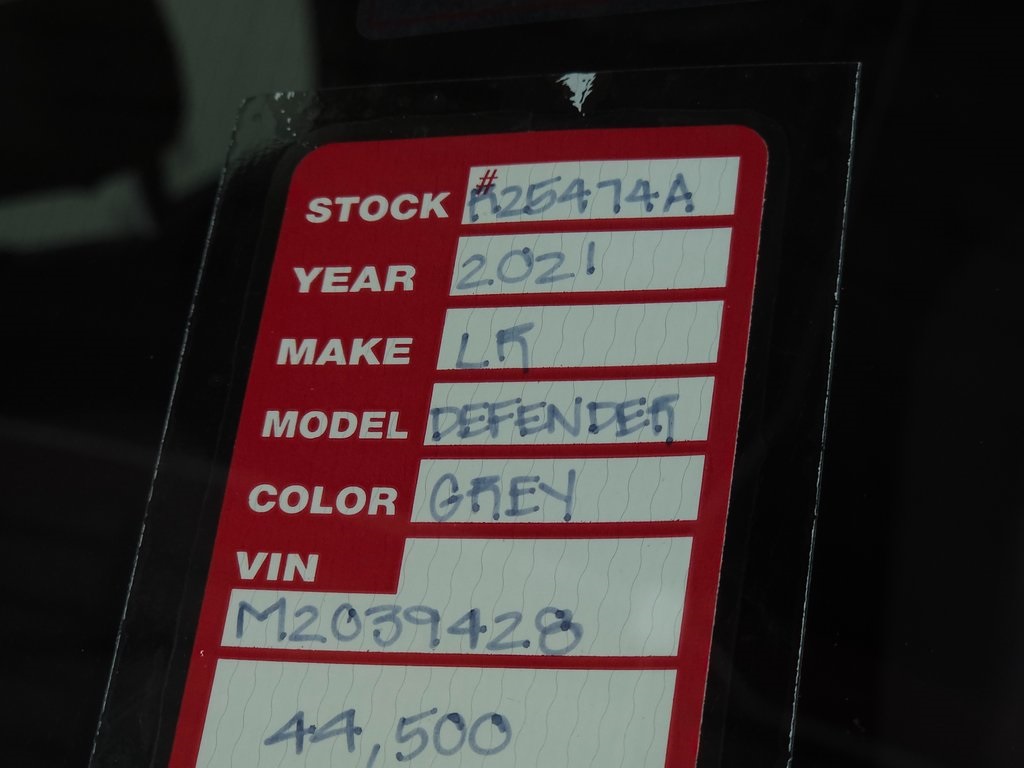 STOCK #R25474A
YEAR 2021
MAKE LR
MODEL DEFENDER
COLOR GREY
VIN
M2039428
44,500